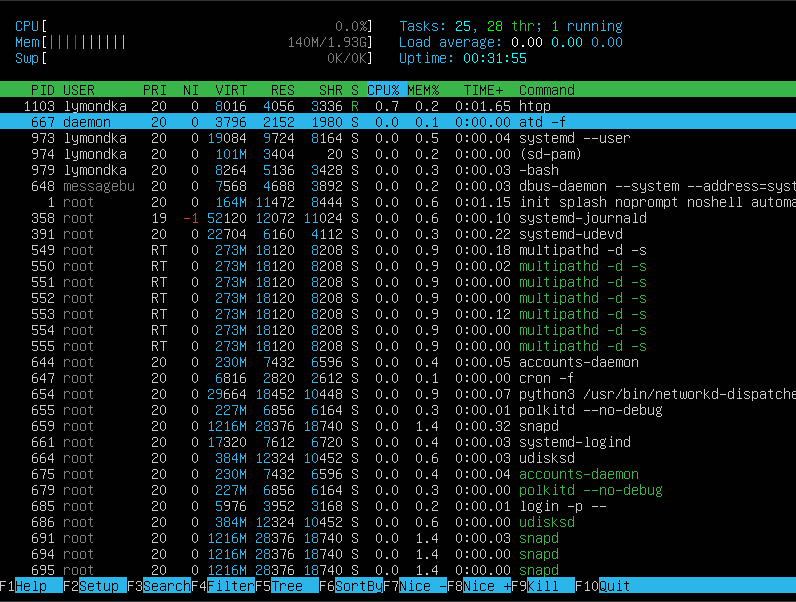 CPU[ 0.0%] Tasks: 25, 28 thr; 1 running
Mem[|||||||||| 140M/1.93G] Load average: 0.00 0.00 0.00
Swp[ 0K/0K] Uptime: 00:31:55
PID USER PRI NI VIRT RES SHR S CPU% MEM% TIME+ Command
1103 lymondka 20 0 8016 4056 3336 R 0.7 0.2 0:01.65 htop
667 daemon 20 0 3796 2152 1980 S 0.0 0.1 0:00.00 atd -f
973 lymondka 20 0 19084 9724 8164 S 0.0 0.5 0:00.04 systemd --user
974 lymondka 20 0 101M 3404 20 S 0.0 0.2 0:00.00 (sd-pam)
979 lymondka 20 0 8264 5136 3428 S 0.0 0.3 0:00.03 -bash
648 messagebu 20 0 7568 4688 3892 S 0.0 0.2 0:00.03 dbus-daemon --system --address=syst
1 root 20 0 164M 11472 8444 S 0.0 0.6 0:01.15 init splash noprompt noshell automa
358 root 19 -1 52120 12072 11024 S 0.0 0.6 0:00.10 systemd-journald
391 root 20 0 22704 6160 4112 S 0.0 0.3 0:00.22 systemd-udevd
549 root RT 0 273M 18120 8208 S 0.0 0.9 0:00.18 multipathd -d -s
550 root RT 0 273M 18120 8208 S 0.0 0.9 0:00.02 multipathd -d -s
551 root RT 0 273M 18120 8208 S 0.0 0.9 0:00.00 multipathd -d -s
552 root RT 0 273M 18120 8208 S 0.0 0.9 0:00.00 multipathd -d -s
553 root RT 0 273M 18120 8208 S 0.0 0.9 0:00.12 multipathd -d -s
554 root RT 0 273M 18120 8208 S 0.0 0.9 0:00.00 multipathd -d -s
555 root RT 0 273M 18120 8208 S 0.0 0.9 0:00.00 multipathd -d -s
644 root 20 0 230M 7432 6596 S 0.0 0.4 0:00.05 accounts-daemon
647 root 20 0 6816 2820 2612 S 0.0 0.1 0:00.00 cron -f
654 root 20 0 29664 18452 10448 S 0.0 0.9 0:00.07 python3 /usr/bin/networkd-dispatche
655 root 20 0 227M 6856 6164 S 0.0 0.3 0:00.01 polkitd --no-debug
659 root 20 0 1216M 28376 18740 S 0.0 1.4 0:00.32 snapd
661 root 20 0 17320 7612 6720 S 0.0 0.4 0:00.03 systemd-logind
664 root 20 0 384M 12324 10452 S 0.0 0.6 0:00.03 udisksd
675 root 20 0 230M 7432 6596 S 0.0 0.4 0:00.04 accounts-daemon
679 root 20 0 227M 6856 6164 S 0.0 0.3 0:00.00 polkitd --no-debug
685 root 20 0 5976 3952 3168 S 0.0 0.2 0:00.01 login -p --
686 root 20 0 384M 12324 10452 S 0.0 0.6 0:00.00 udisksd
691 root 20 0 1216M 28376 18740 S 0.0 1.4 0:00.03 snapd
694 root 20 0 1216M 28376 18740 S 0.0 1.4 0:00.00 snapd
695 root 20 0 1216M 28376 18740 S 0.0 1.4 0:00.00 snapd
F1Help F2Setup F3SearchF4FilterF5Tree F6SortByF7Nice -F8Nice +F9Kill F10Quit